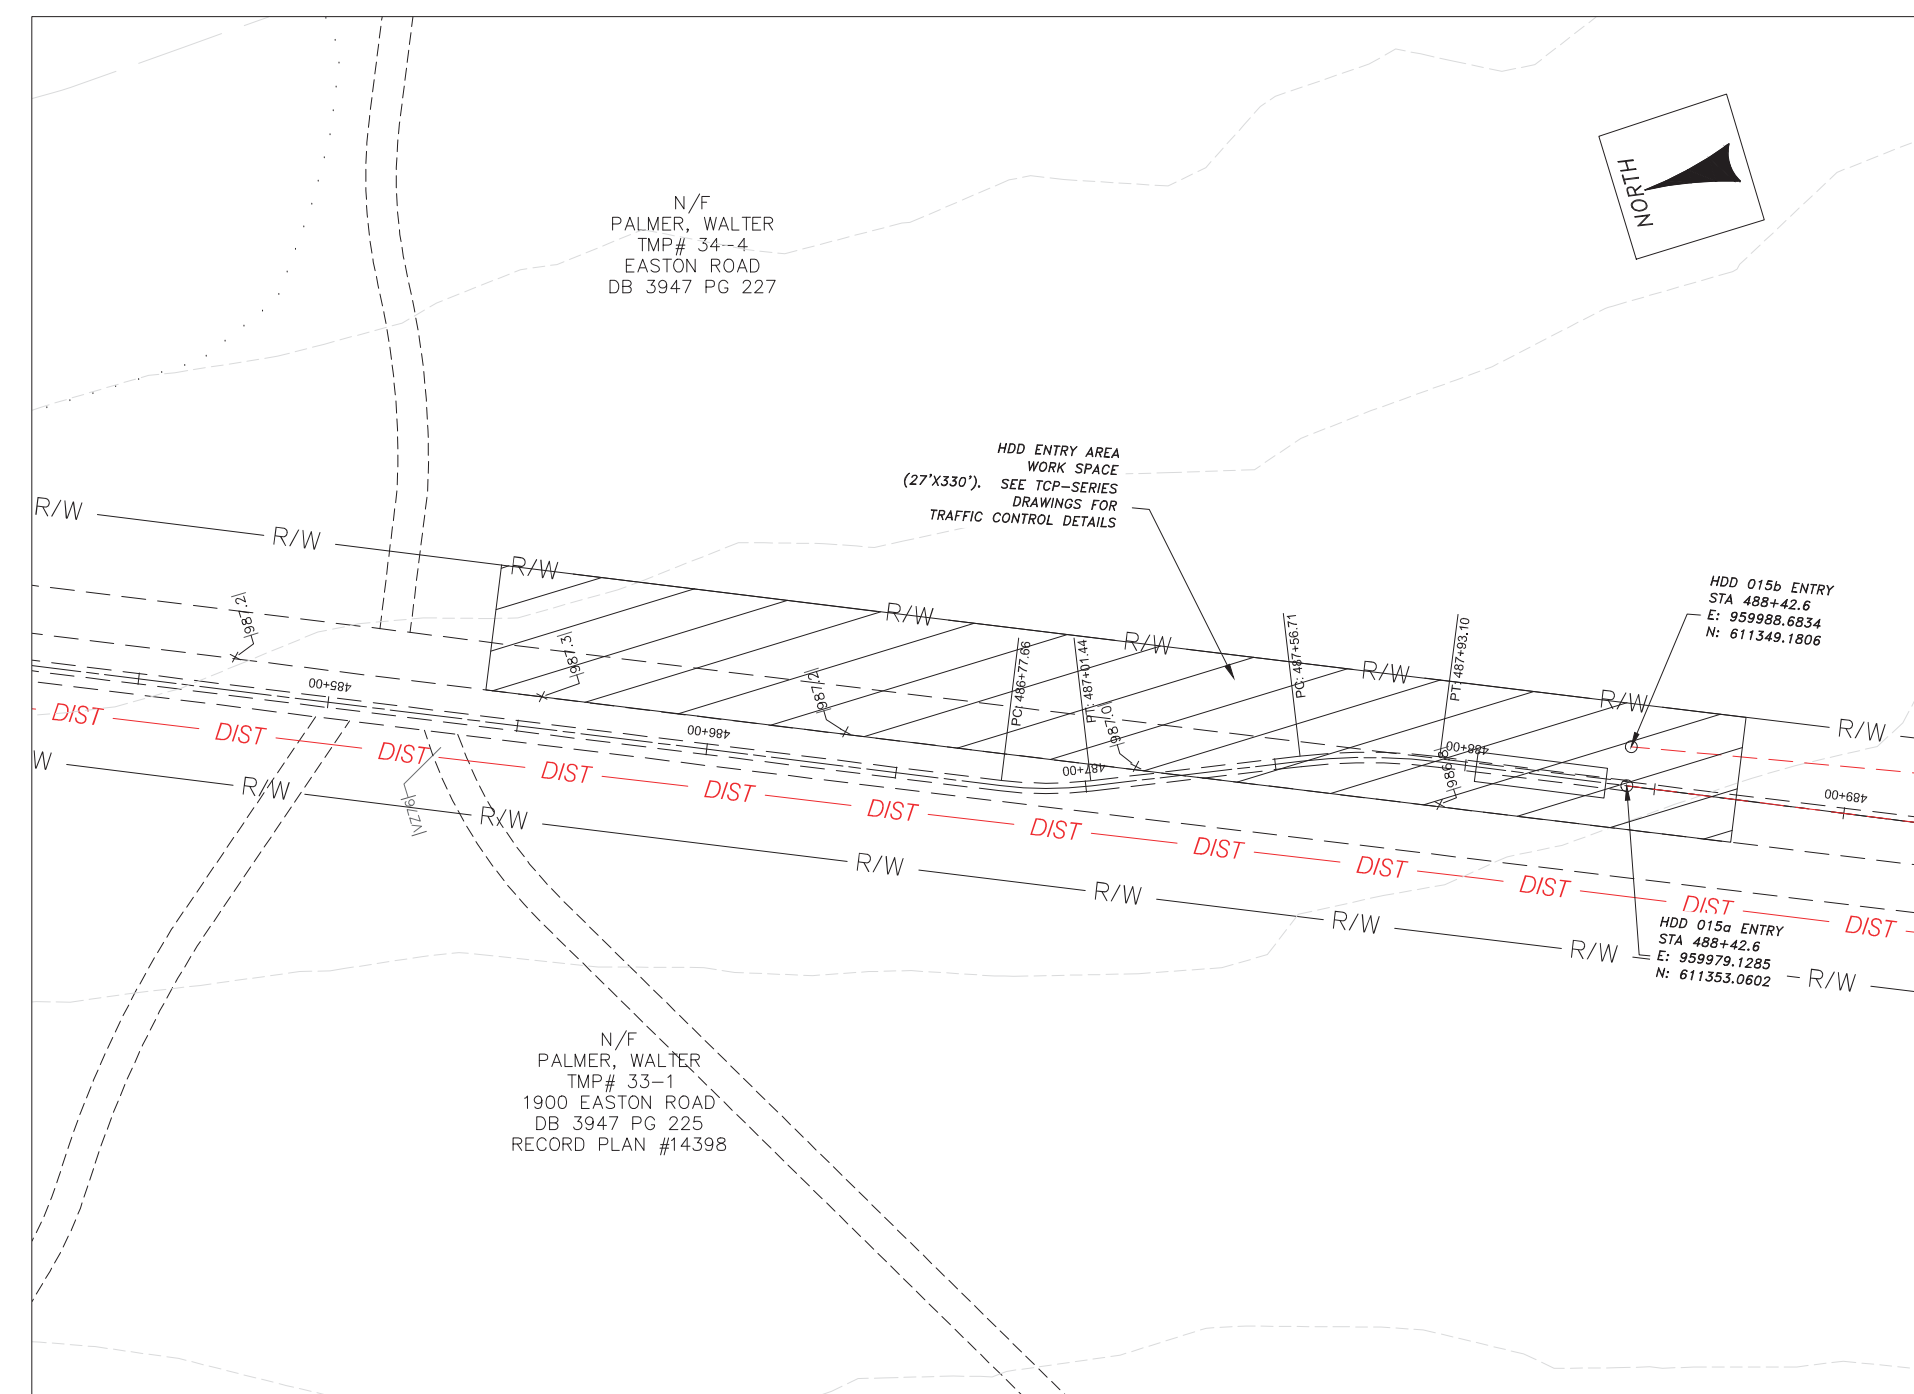 NORTH
N/F
PALMER, WALTER
TMP# 34-4
EASTON ROAD
DB 3947 PG 227
HDD ENTRY AREA
WORK SPACE
(27'X330'). SEE TCP-SERIES
DRAWINGS FOR
TRAFFIC CONTROL DETAILS
HDD 015b ENTRY
STA 488+42.6
E: 959988.6834
N: 611349.1806
R/W
R/W
R/W
R/W
R/W
R/W
R/W
R/W
987.2
987.3
987.2
987.0
PC: 486+77.66
PT: 487+01.44
PC: 487+56.71
PT: 487+93.10
485+00
486+00
487+00
488+00
489+00
DIST
DIST
DIST
DIST
DIST
DIST
DIST
DIST
DIST
DIST
DIST
DIST
VZ76
W
R/W
R/W
R/W
R/W
R/W
R/W
R/W
HDD 015a ENTRY
STA 488+42.6
E: 959979.1285
N: 611353.0602
N/F
PALMER, WALTER
TMP# 33-1
1900 EASTON ROAD
DB 3947 PG 225
RECORD PLAN #14398